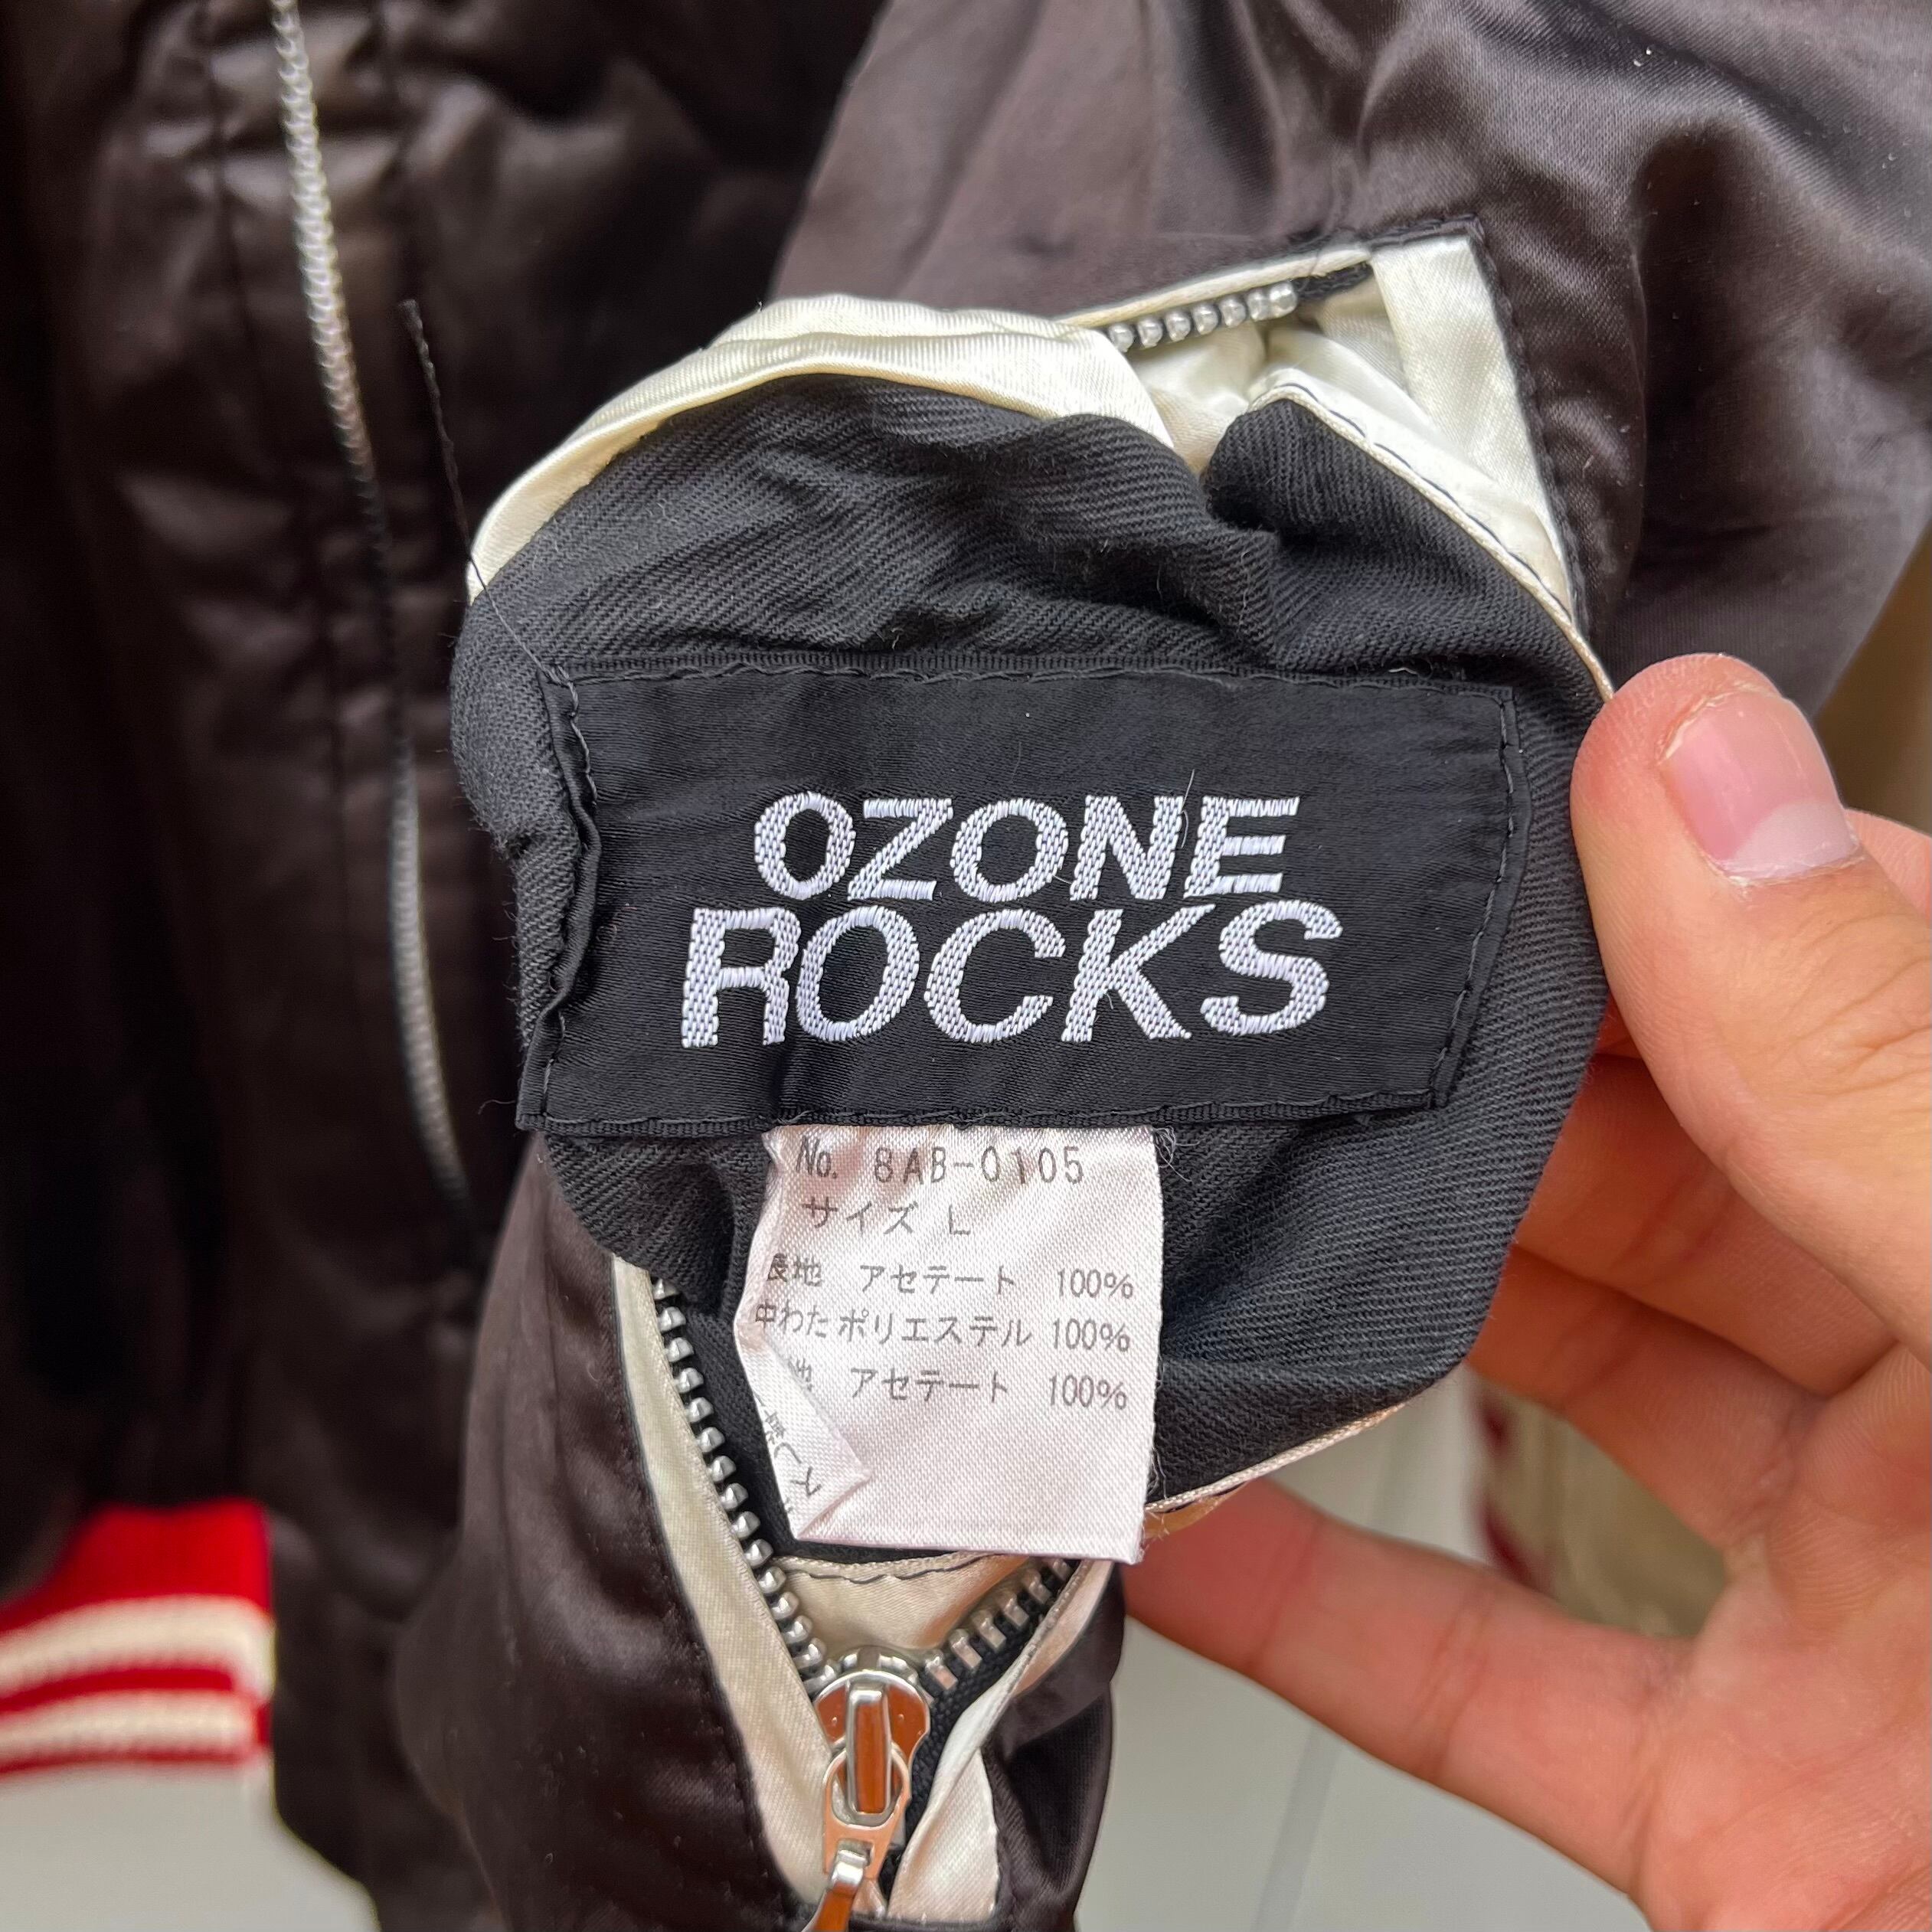 OZONE
ROCKS
No. 8AB-0105
サイズ L
表地 アセテート 100%
中わた ポリエステル 100%
地 アセテート 100%